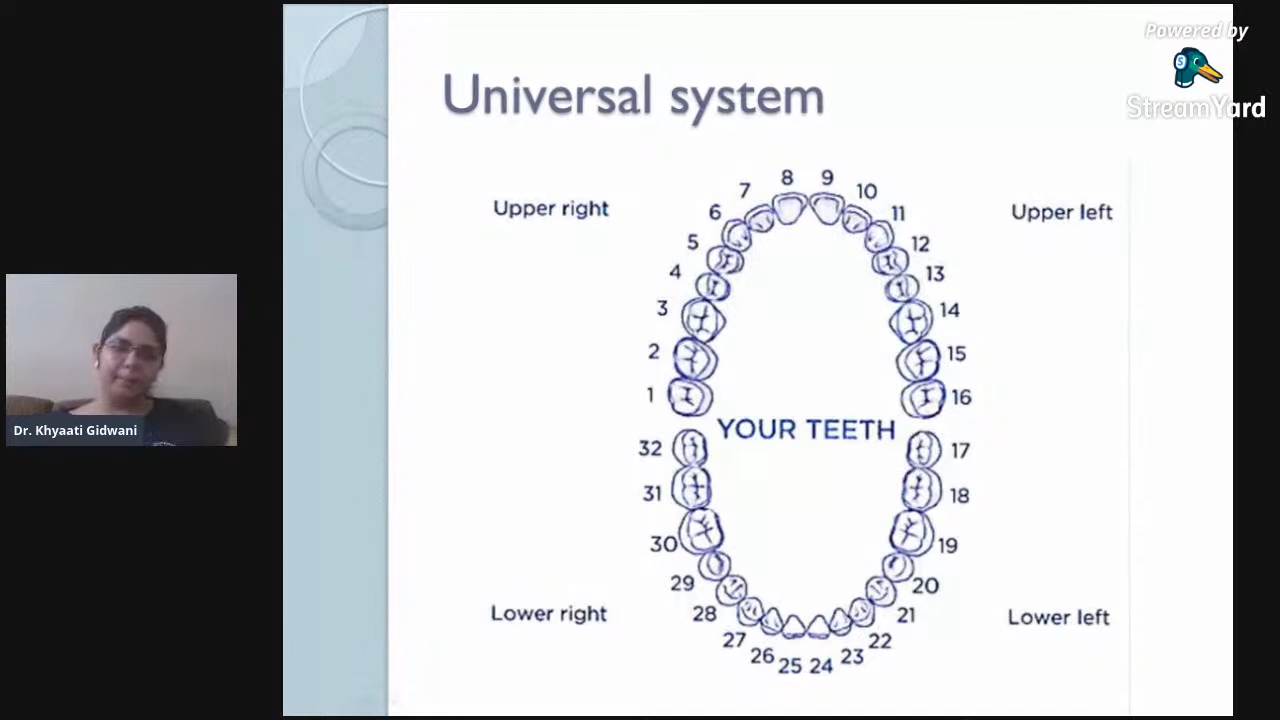 Powered by
StreamYard
Universal system
Upper right
Upper left
8 9
7 10
6 11
5 12
4 13
3 14
2 15
1 16
YOUR TEETH
32 17
31 18
30 19
29 20
28 21
27 22
26 23
25 24
Lower right
Lower left
Dr. Khyaati Gidwani